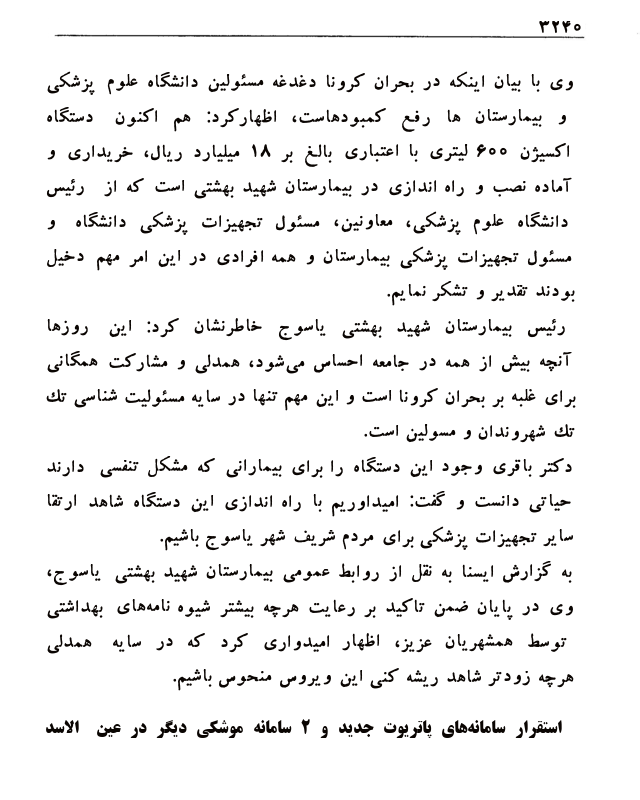 ۳۲۴۰
وی با بیان اینکه در بحران کرونا دغدغه مسئولین دانشگاه علوم پزشکی
و بیمارستان ها رفع کمبودهاست، اظهارکرد: هم اکنون دستگاه
اکسیژن ۶۰۰ لیتری با اعتباری بالغ بر ۱۸ میلیارد ریال، خریداری و
آماده نصب و راه اندازی در بیمارستان شهید بهشتی است که از رئیس
دانشگاه علوم پزشکی، معاونین، مسئول تجهیزات پزشکی دانشگاه و
مسئول تجهیزات پزشکی بیمارستان و همه افرادی در این امر مهم دخیل
بودند تقدیر و تشکر نمایم.
رئیس بیمارستان شهید بهشتی یاسوج خاطرنشان کرد: این روزها
آنچه بیش از همه در جامعه احساس می‌شود، همدلی و مشارکت همگانی
برای غلبه بر بحران کرونا است و این مهم تنها در سایه مسئولیت شناسی تك
تك شهروندان و مسولین است.
دکتر باقری وجود این دستگاه را برای بیمارانی که مشکل تنفسی دارند
حیاتی دانست و گفت: امیداوریم با راه اندازی این دستگاه شاهد ارتقا
سایر تجهیزات پزشکی برای مردم شریف شهر یاسوج باشیم.
به گزارش ایسنا به نقل از روابط عمومی بیمارستان شهید بهشتی یاسوج،
وی در پایان ضمن تاکید بر رعایت هرچه بیشتر شیوه نامه‌های بهداشتی
توسط همشهریان عزیز، اظهار امیدواری کرد که در سایه همدلی
هرچه زودتر شاهد ریشه کنی این ویروس منحوس باشیم.
استقرار سامانه‌های پاتریوت جدید و ۲ سامانه موشکی دیگر در عین الاسد